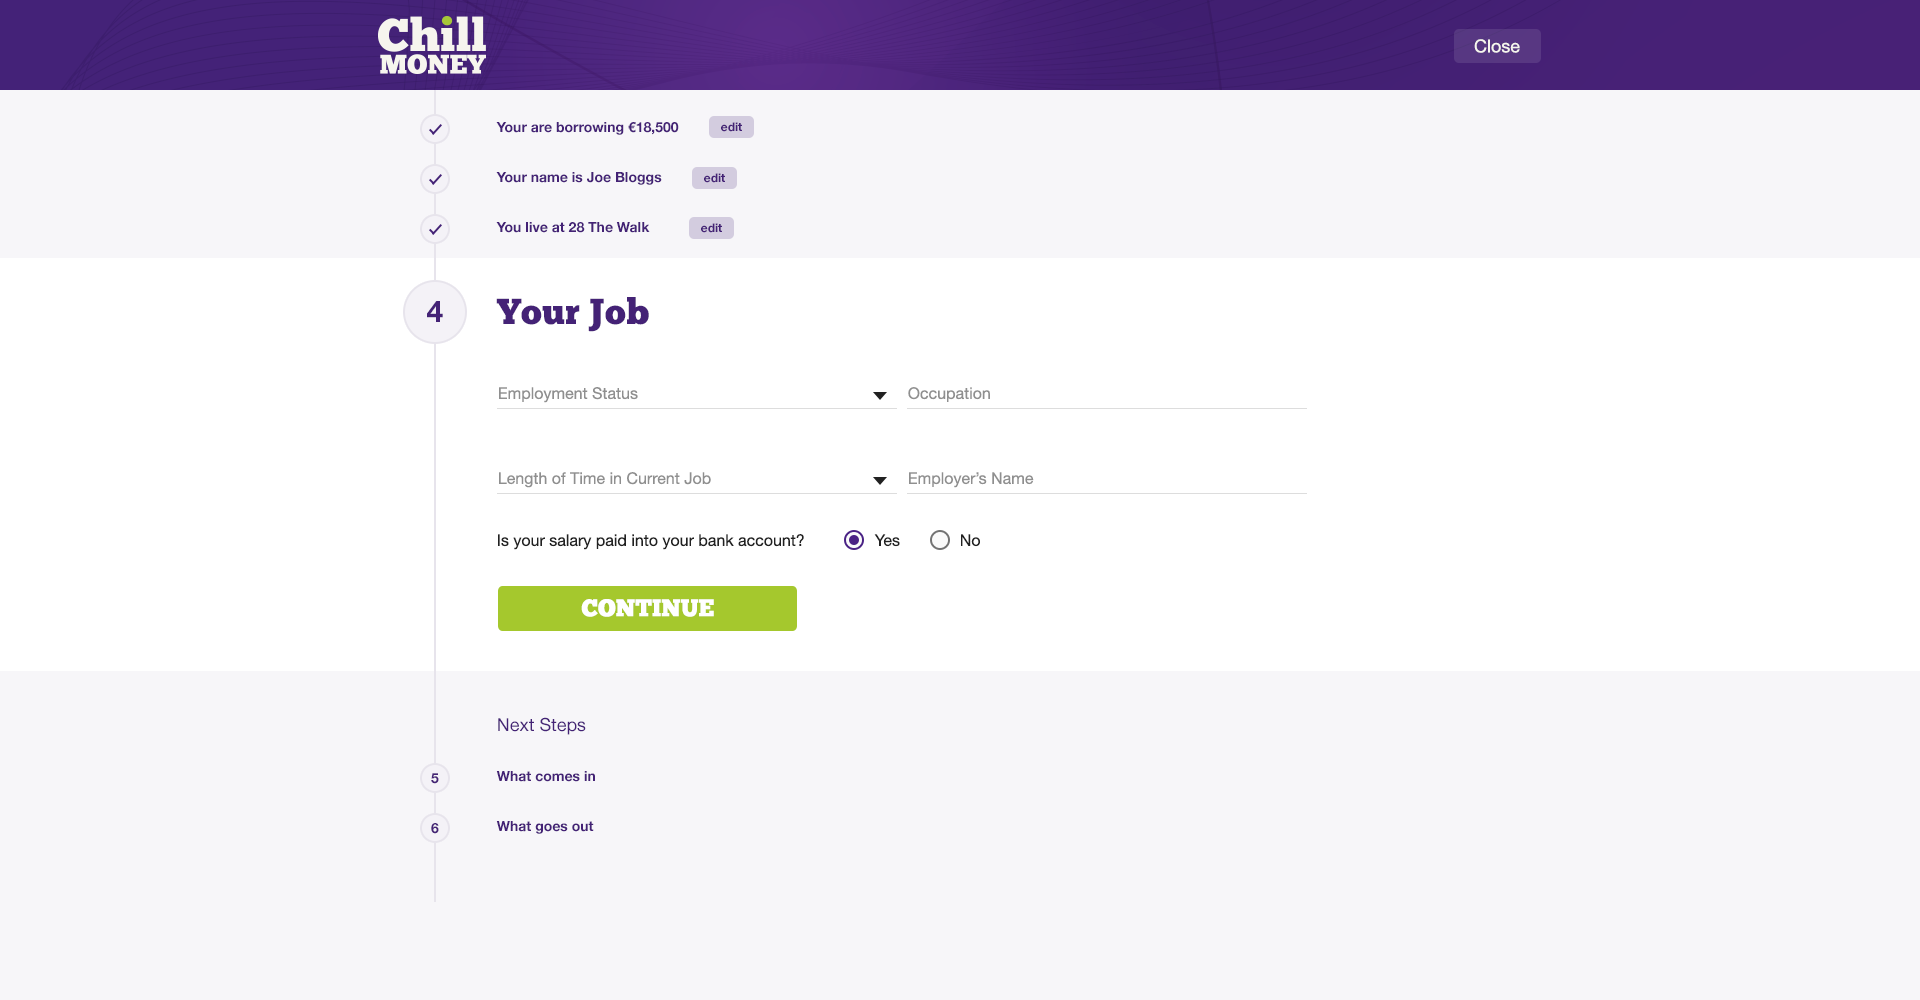 Chill
MONEY
Close
Your are borrowing €18,500 edit
Your name is Joe Bloggs edit
You live at 28 The Walk edit
4 Your Job
Employment Status Occupation
Length of Time in Current Job Employer’s Name
Is your salary paid into your bank account? Yes No
CONTINUE
Next Steps
5 What comes in
6 What goes out